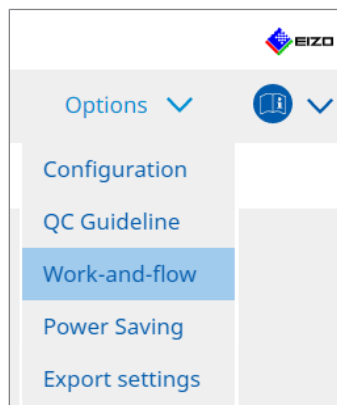 EIZO
Options
Configuration
QC Guideline
Work-and-flow
Power Saving
Export settings